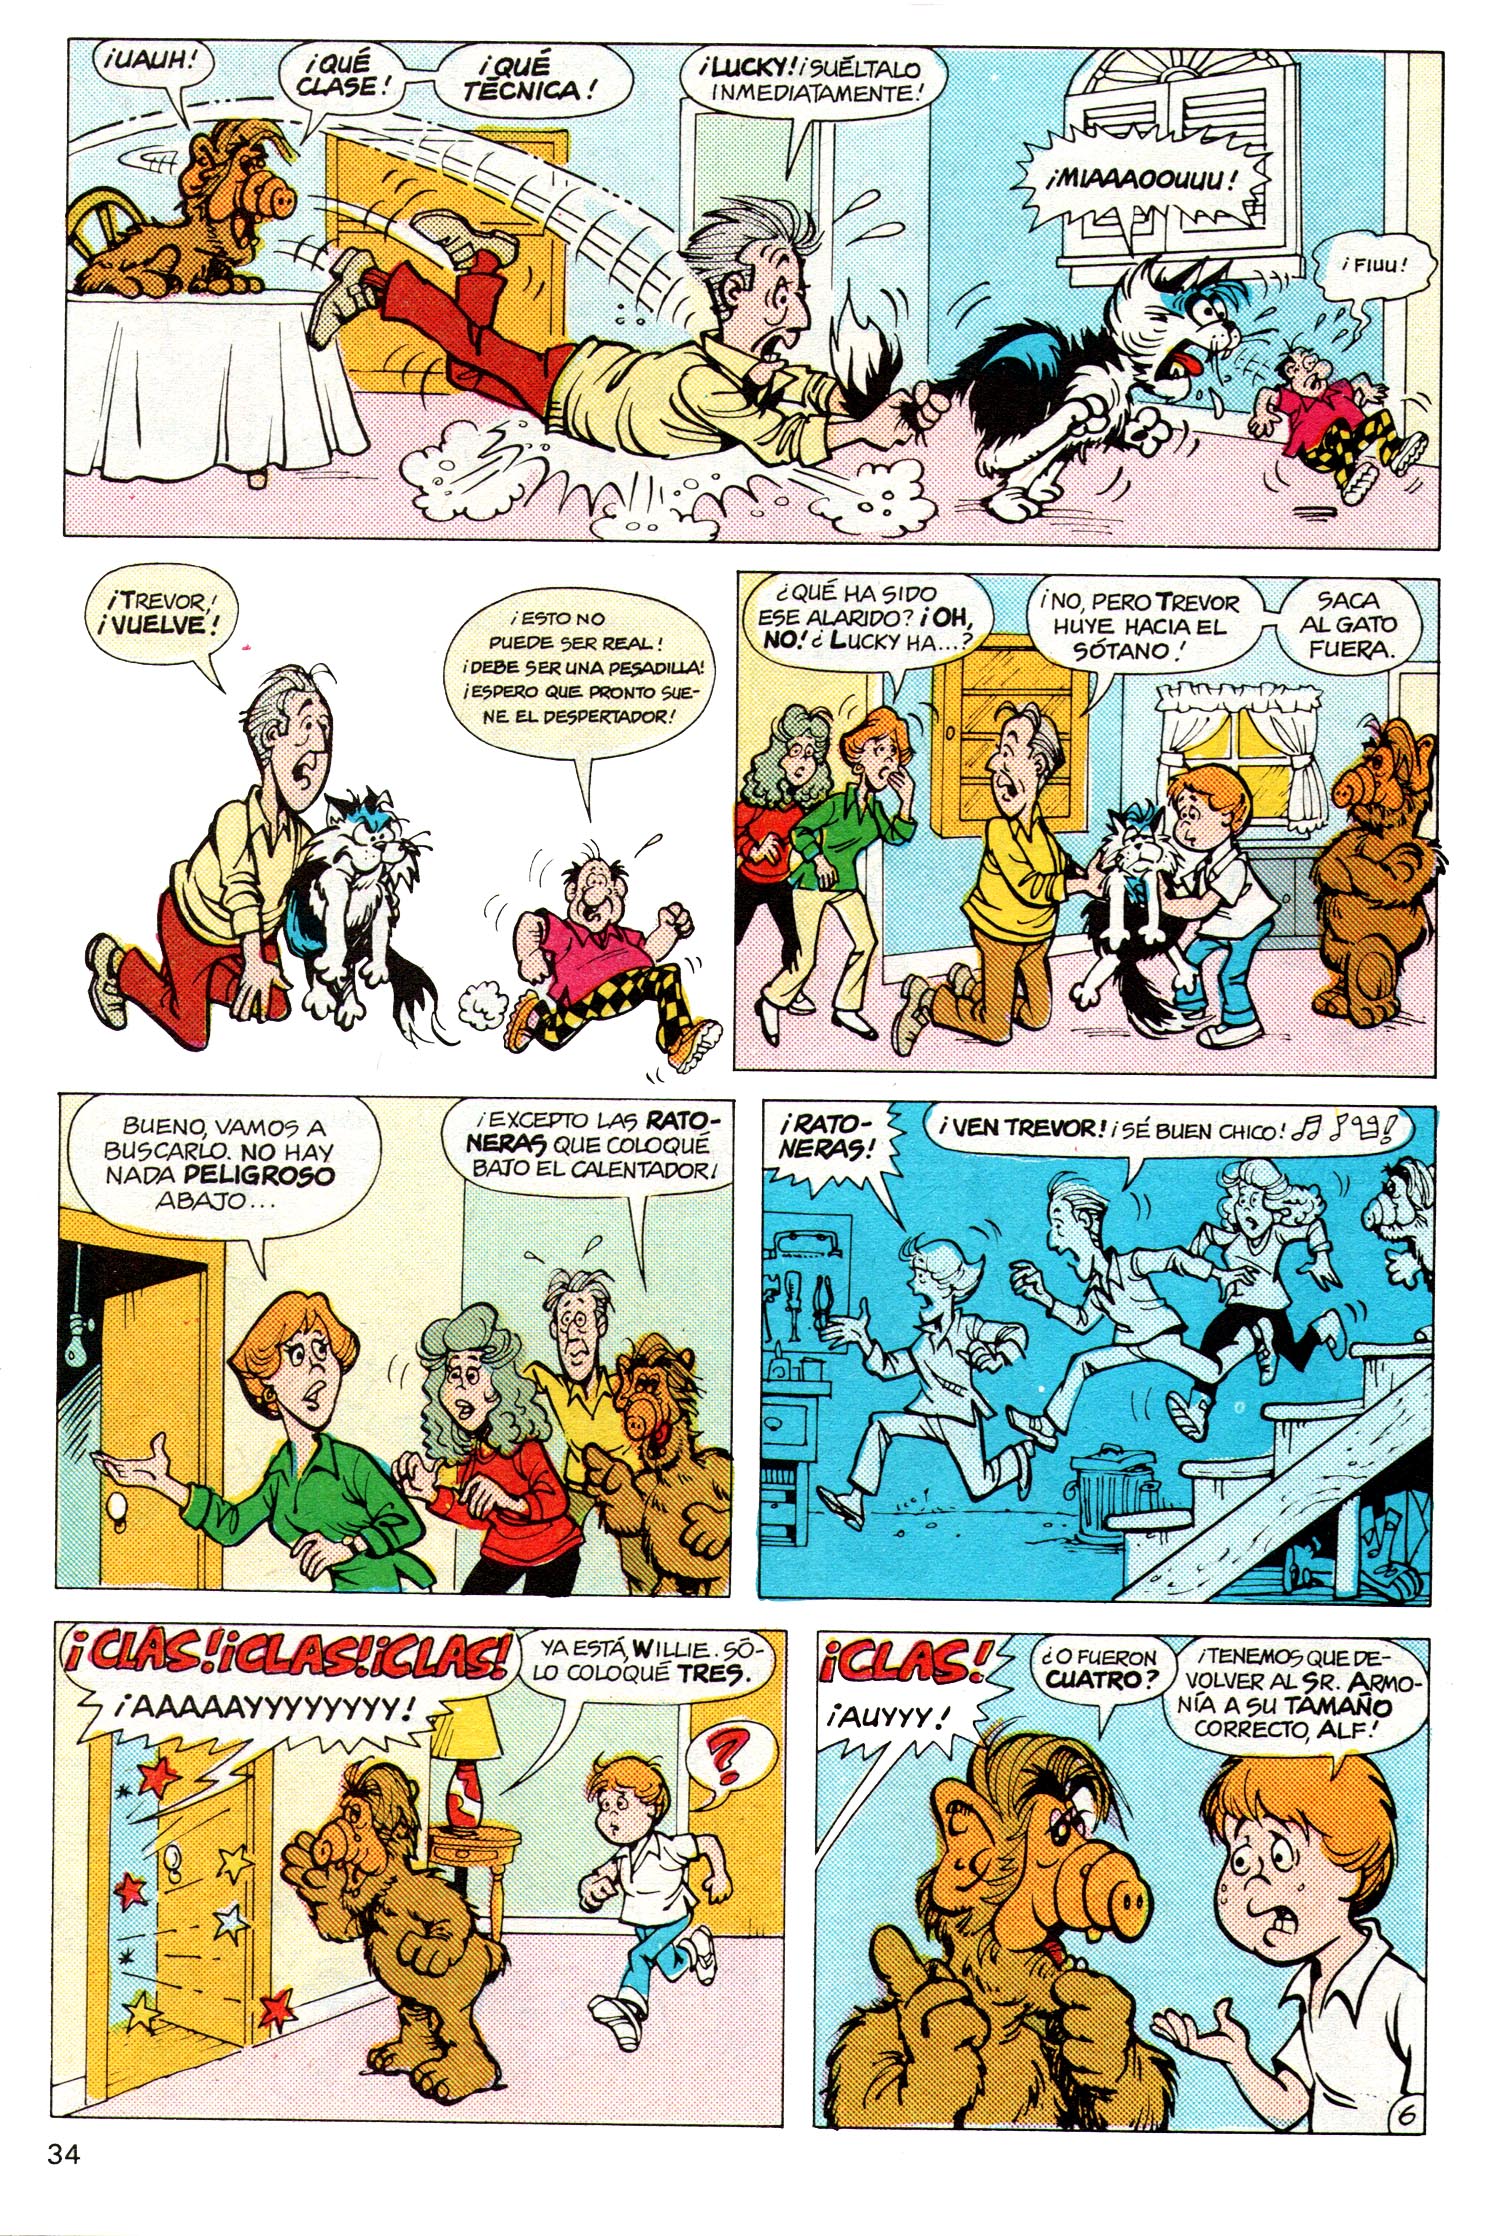 ¡UAUH!
¡QUÉ
CLASE!
¡QUÉ
TÉCNICA!
¡LUCKY! ¡SUÉLTALO
INMEDIATAMENTE!
¡MIAAAOOUUU!
¡FIUU!
¡TREVOR,!
¡VUELVE!
¡ESTO NO
PUEDE SER REAL!
¡DEBE SER UNA PESADILLA!
¡ESPERO QUE PRONTO SUE-
NE EL DESPERTADOR!
¿QUÉ HA SIDO
ESE ALARIDO? ¡OH,
NO! ¿LUCKY HA...?
¡NO, PERO TREVOR
HUYE HACIA EL
SÓTANO!
SACA
AL GATO
FUERA.
BUENO, VAMOS A
BUSCARLO. NO HAY
NADA PELIGROSO
ABAJO...
¡EXCEPTO LAS RATO-
NERAS QUE COLOQUÉ
BAJO EL CALENTADOR!
¡RATO-
NERAS!
¡VEN TREVOR! ¡SÉ BUEN CHICO!
¡CLAS! ¡CLAS! ¡CLAS!
¡AAAAAYYYYYYYY!
YA ESTÁ, WILLIE. SÓ-
LO COLOQUÉ TRES.
?
¡CLAS!
¡AUYYY!
¿O FUERON
CUATRO?
¡TENEMOS QUE DE-
VOLVER AL SR. ARMO-
NÍA A SU TAMAÑO
CORRECTO, ALF!
6
34